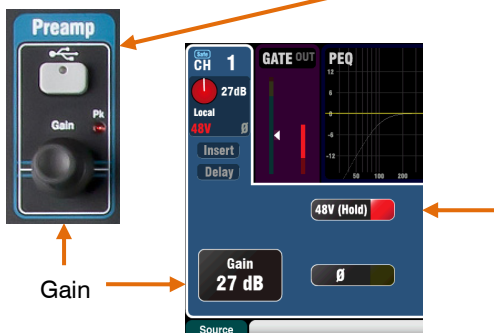 Preamp
Gain
Pk
Gain
Safe
CH 1
27dB
Local
48V Ø
Insert
Delay
GATE OUT
PEQ
12
6
0
-6
-12
50 100 200
48V (Hold)
Gain
27 dB
Ø
Source